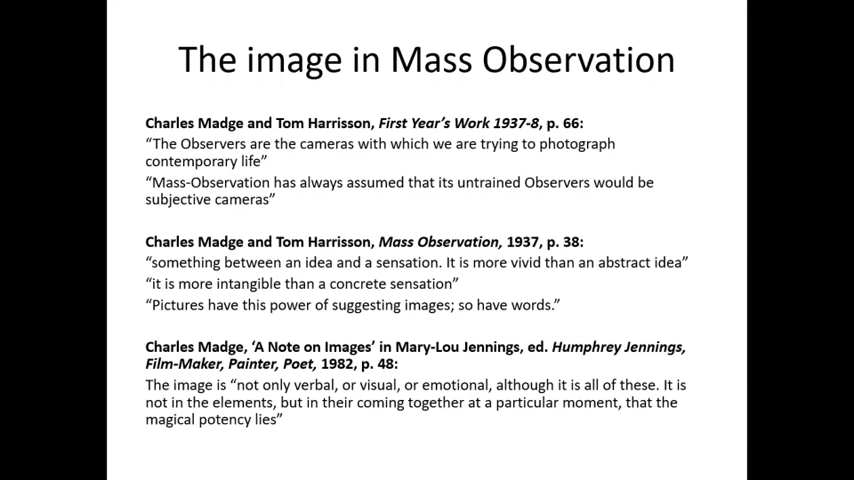 The image in Mass Observation
Charles Madge and Tom Harrisson, First Year’s Work 1937-8, p. 66:
“The Observers are the cameras with which we are trying to photograph
contemporary life”
“Mass-Observation has always assumed that its untrained Observers would be
subjective cameras”
Charles Madge and Tom Harrisson, Mass Observation, 1937, p. 38:
“something between an idea and a sensation. It is more vivid than an abstract idea”
“it is more intangible than a concrete sensation”
“Pictures have this power of suggesting images; so have words.”
Charles Madge, ‘A Note on Images’ in Mary-Lou Jennings, ed. Humphrey Jennings,
Film-Maker, Painter, Poet, 1982, p. 48:
The image is “not only verbal, or visual, or emotional, although it is all of these. It is
not in the elements, but in their coming together at a particular moment, that the
magical potency lies”